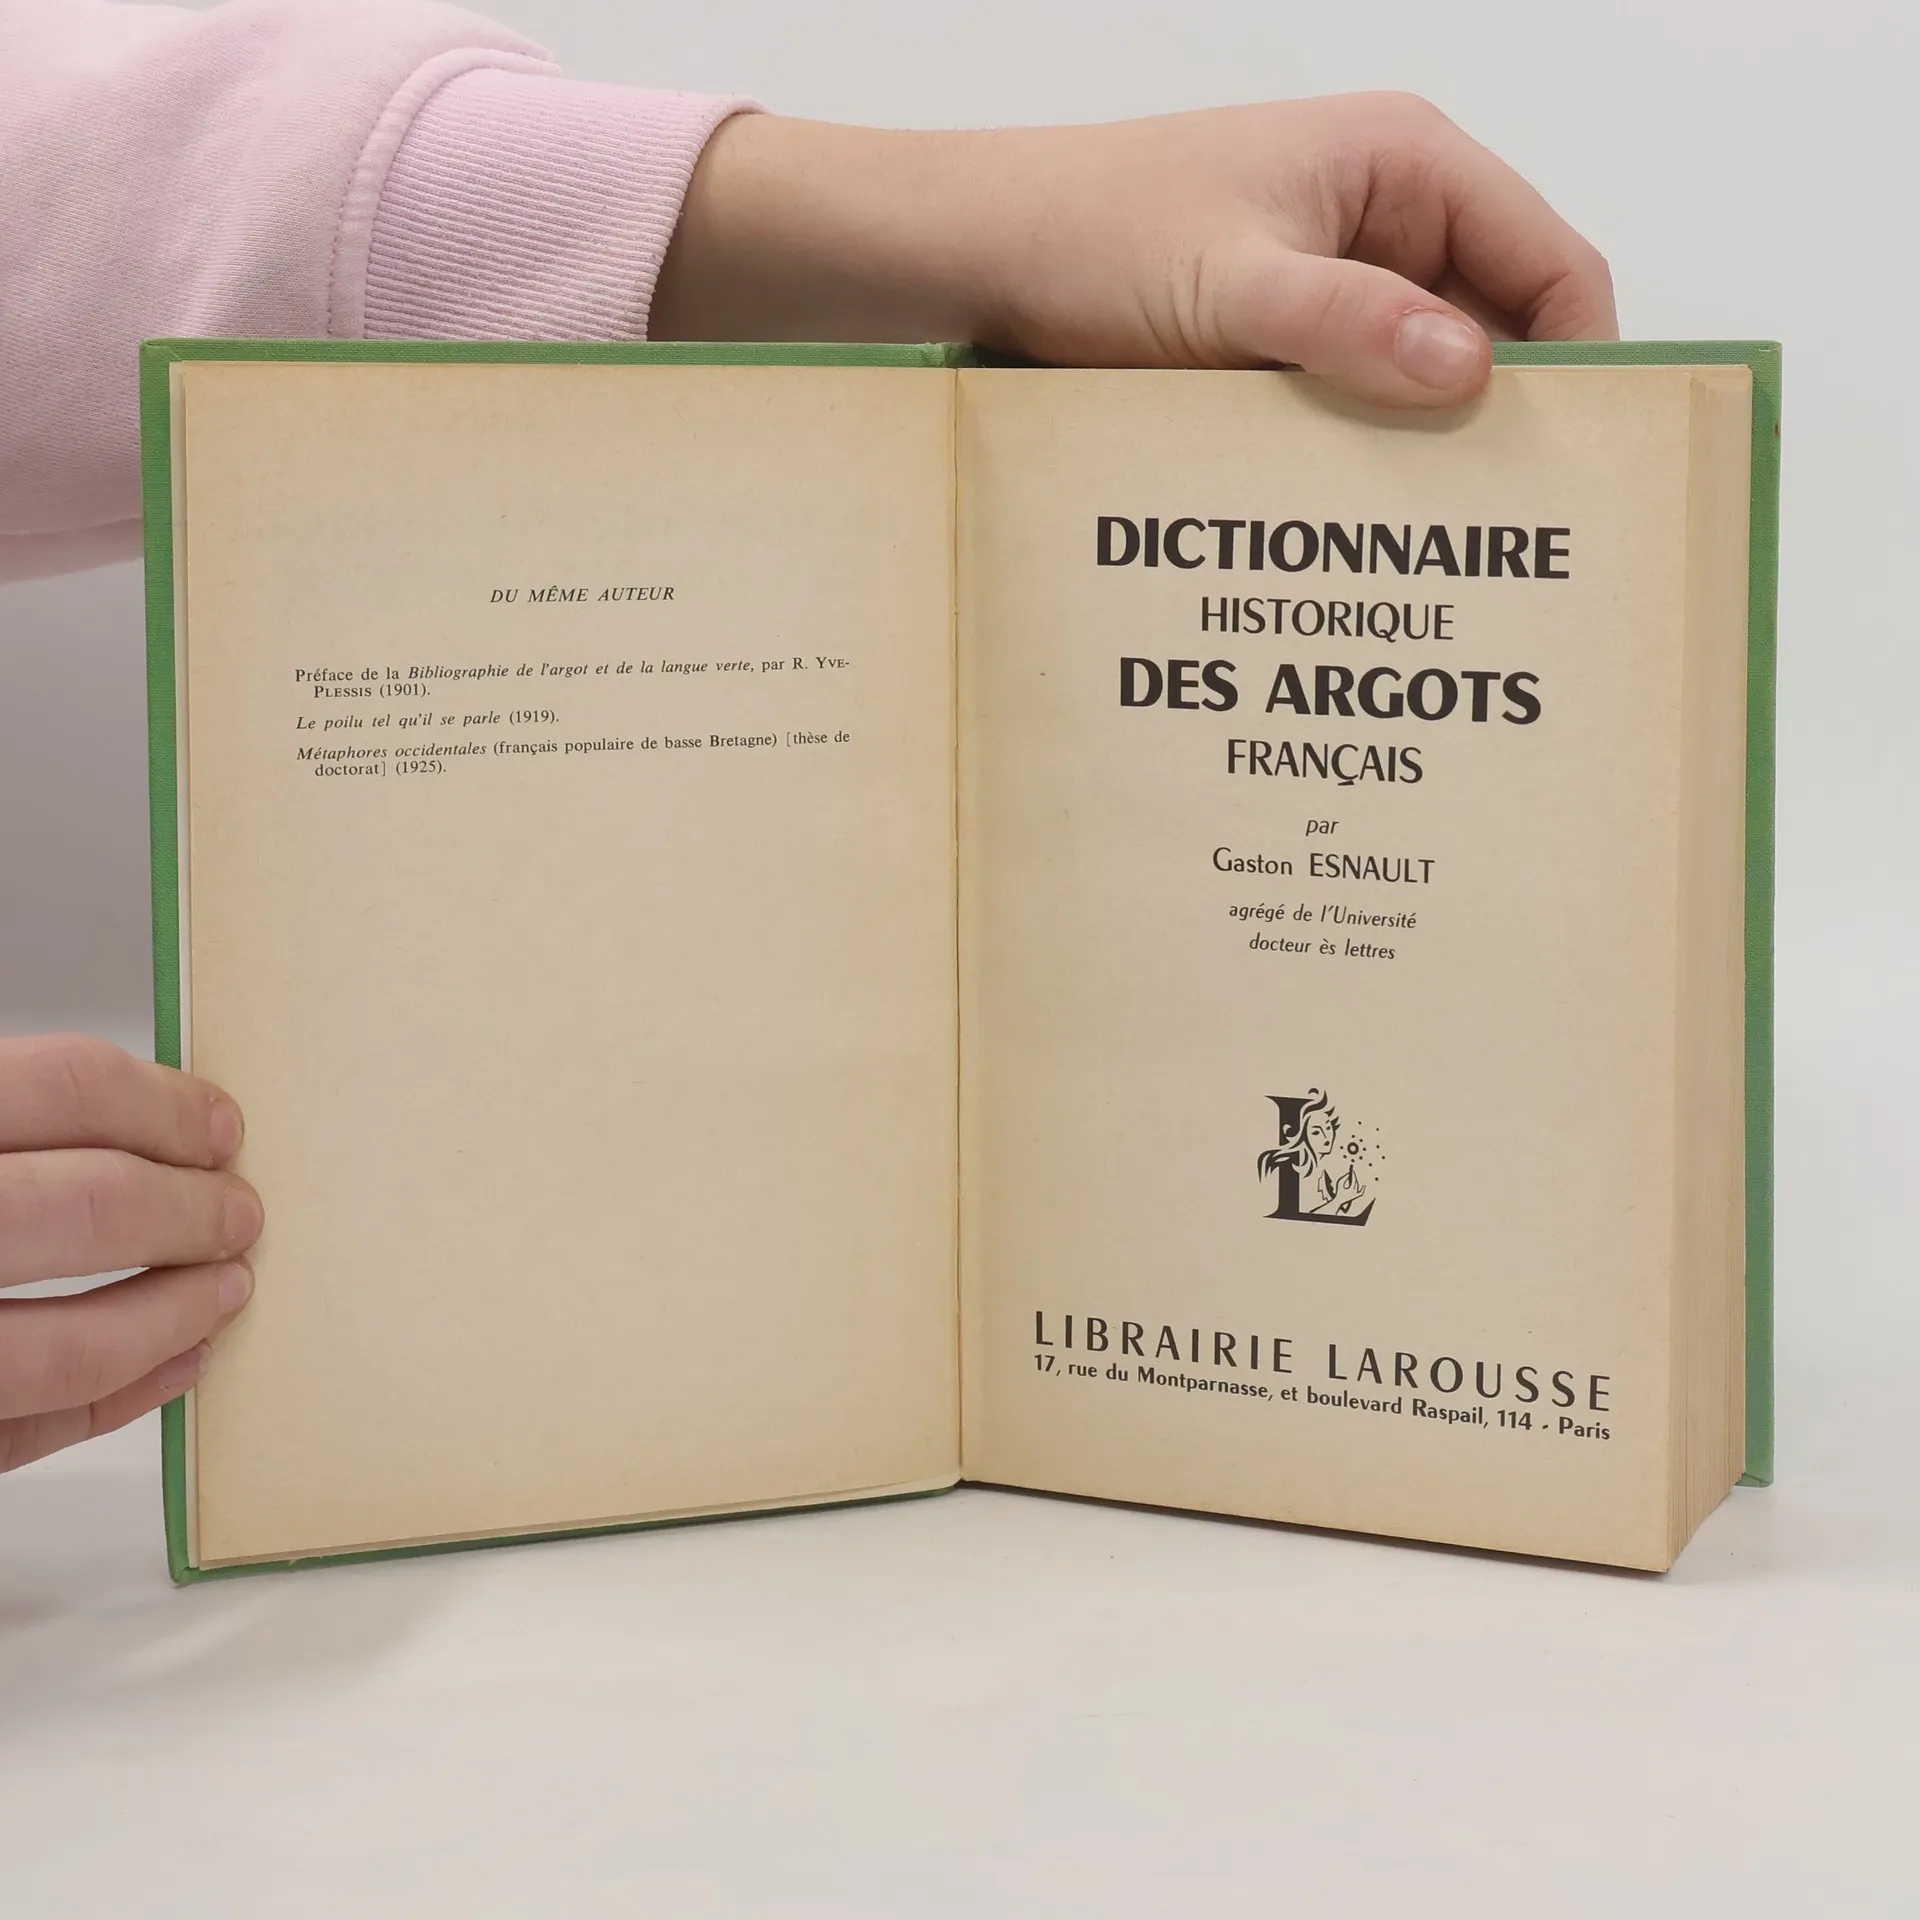 DU MÊME AUTEUR
Préface de la Bibliographie de l'argot et de la langue verte, par R. YVE-
PLESSIS (1901).
Le poilu tel qu'il se parle (1919).
Métaphores occidentales (français populaire de basse Bretagne) [thèse de
doctorat] (1925).
DICTIONNAIRE
HISTORIQUE
DES ARGOTS
FRANÇAIS
par
Gaston ESNAULT
agrégé de l'Université
docteur ès lettres
L
LIBRAIRIE LAROUSSE
17, rue du Montparnasse, et boulevard Raspail, 114 - Paris